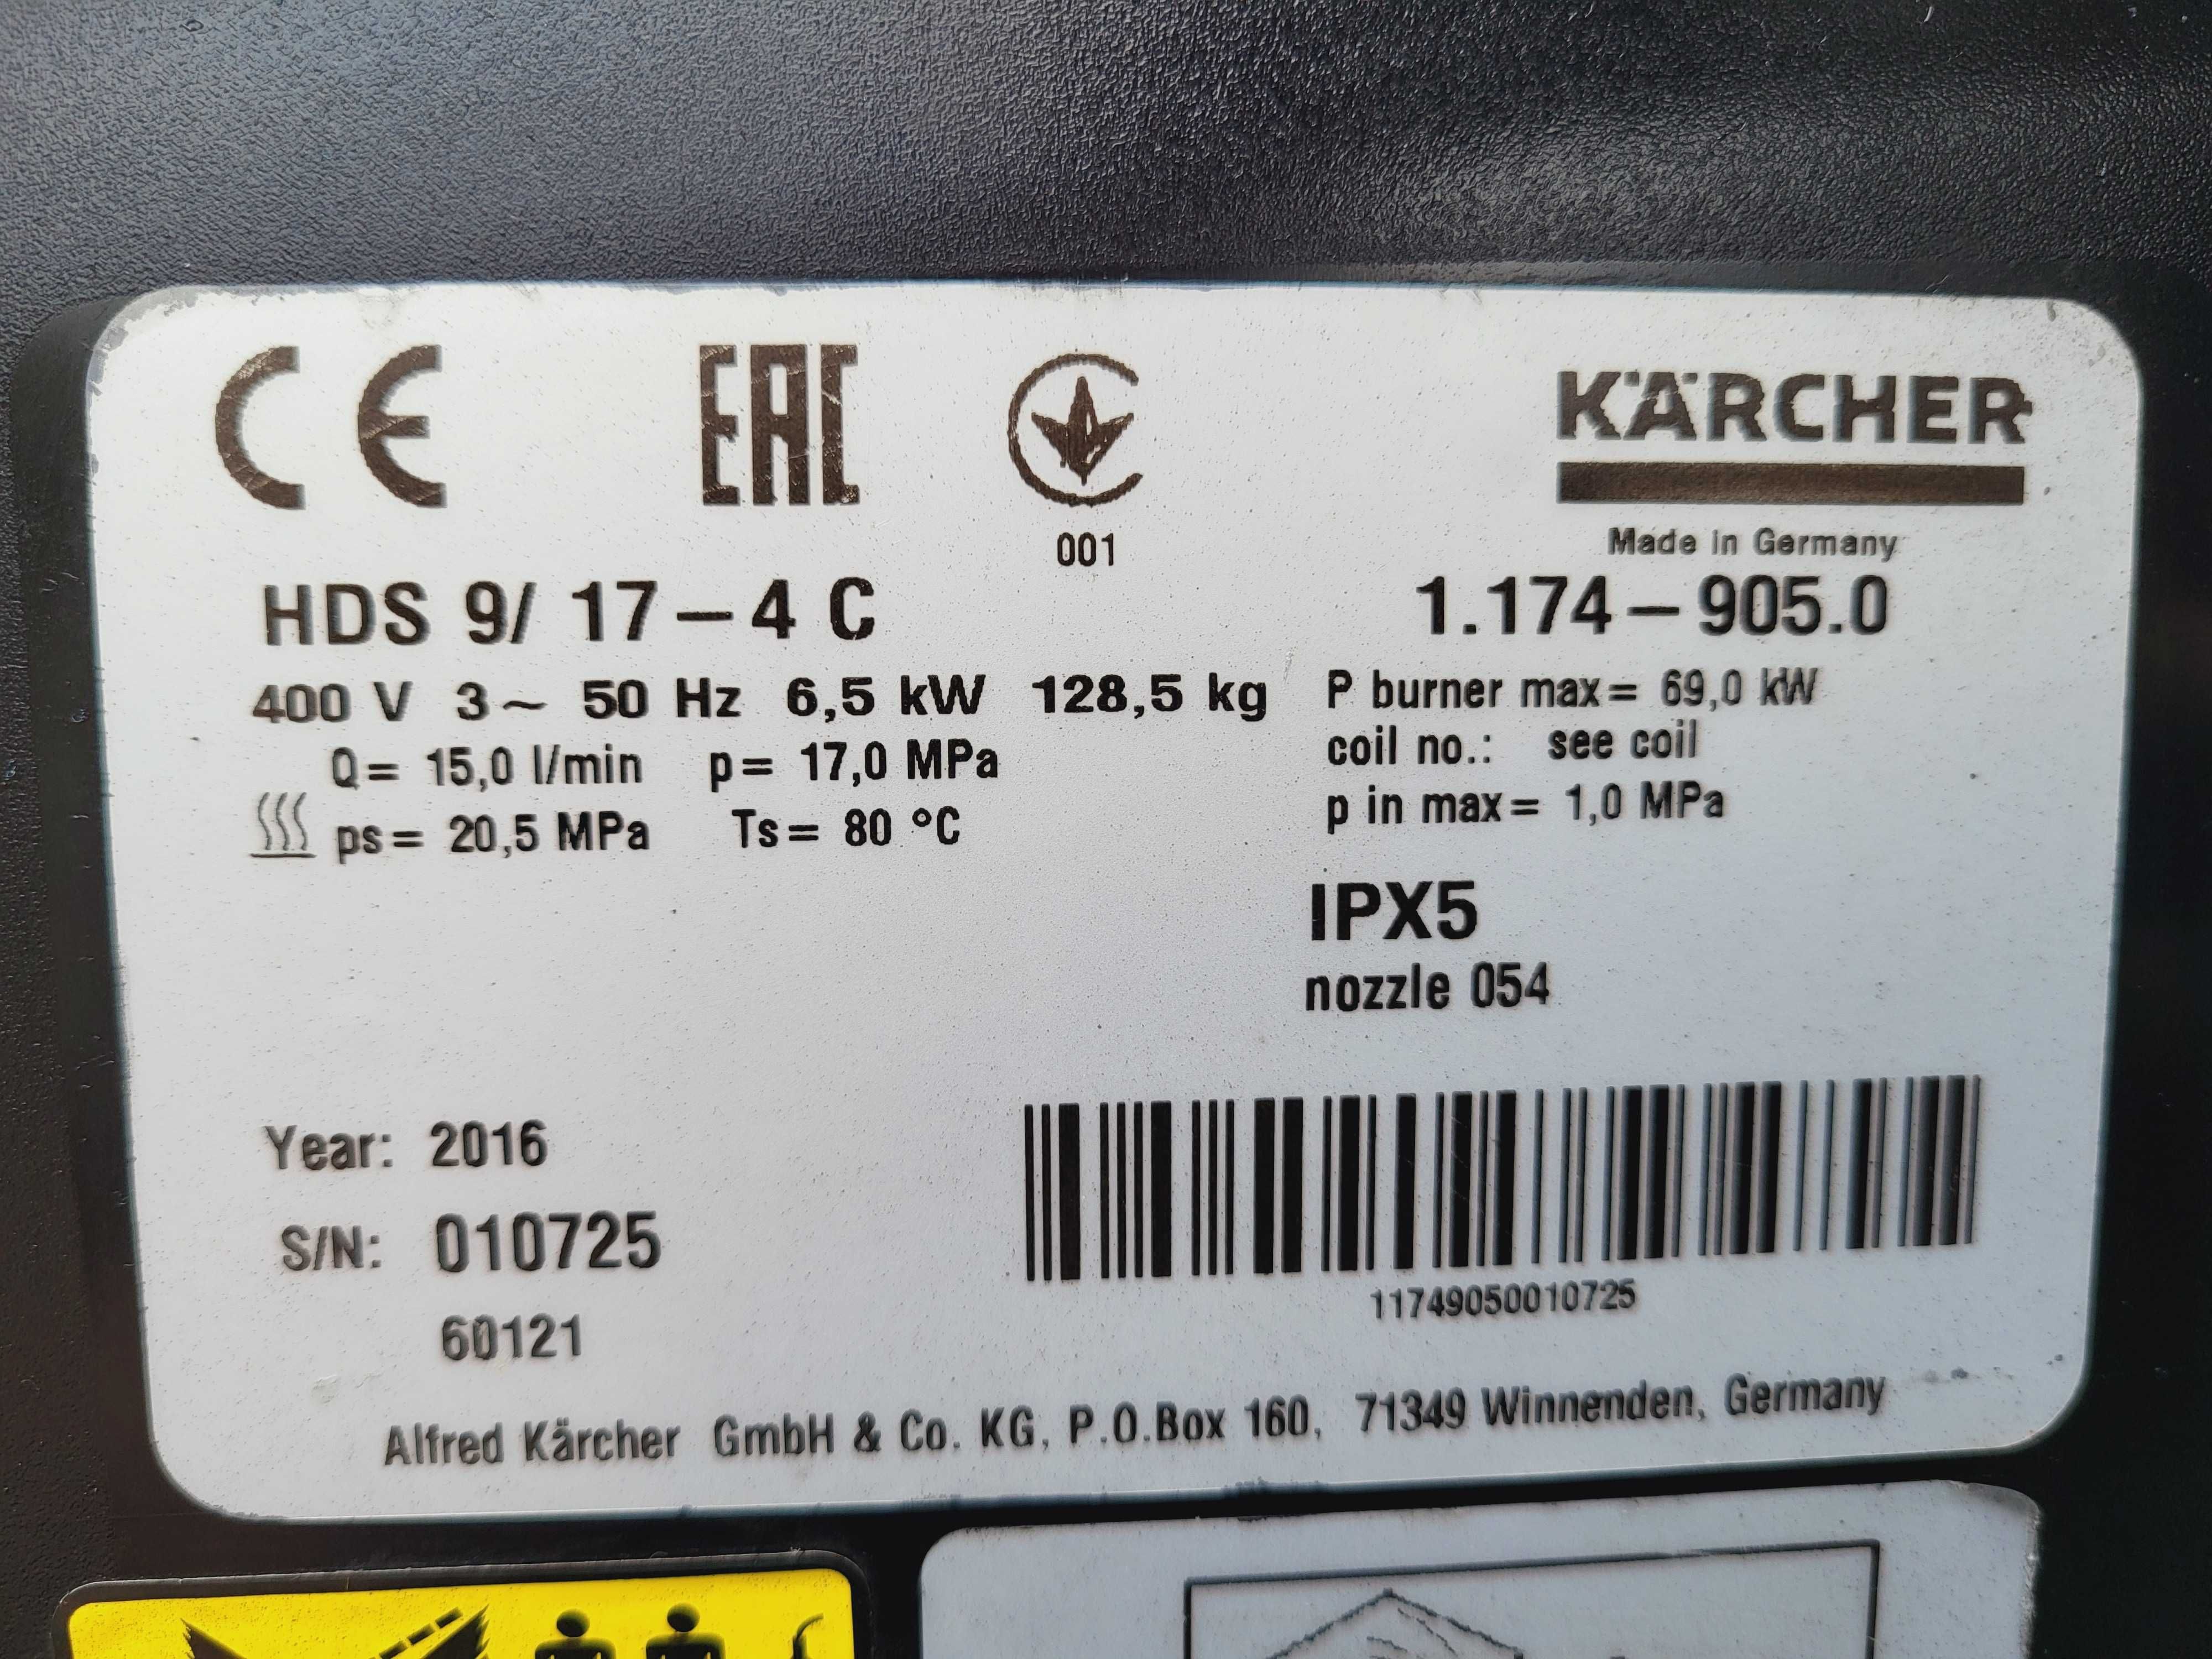 CE EAC KÄRCHER
001
Made in Germany
HDS 9/ 17 – 4 C 1.174 – 905.0
400 V 3 ~ 50 Hz 6,5 kW 128,5 kg P burner max = 69,0 kW
Q = 15,0 l/min p = 17,0 MPa coil no.: see coil
ps = 20,5 MPa Ts = 80 °C p in max = 1,0 MPa
IPX5
nozzle 054
Year: 2016
S/N: 010725
11749050010725
60121
Alfred Kärcher GmbH & Co. KG, P.O.Box 160, 71349 Winnenden, Germany